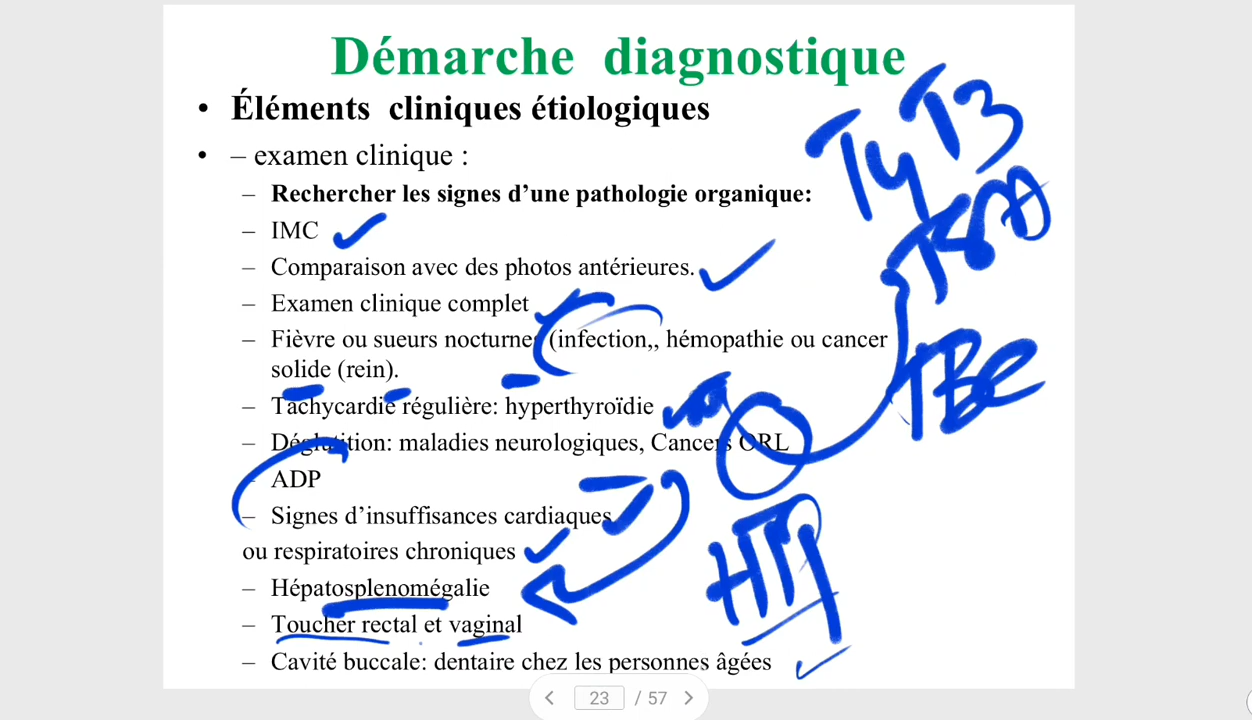 Démarche diagnostique
• Éléments cliniques étiologiques
• – examen clinique :
– Rechercher les signes d'une pathologie organique:
– IMC
– Comparaison avec des photos antérieures.
– Examen clinique complet
– Fièvre ou sueurs nocturnes (infection,, hémopathie ou cancer
solide (rein).
– Tachycardie régulière: hyperthyroïdie
– Déglutition: maladies neurologiques, Cancers ORL
– ADP
– Signes d'insuffisances cardiaques
ou respiratoires chroniques
– Hépatosplenomégalie
– Toucher rectal et vaginal
– Cavité buccale: dentaire chez les personnes âgées
T4 T3
23 / 57